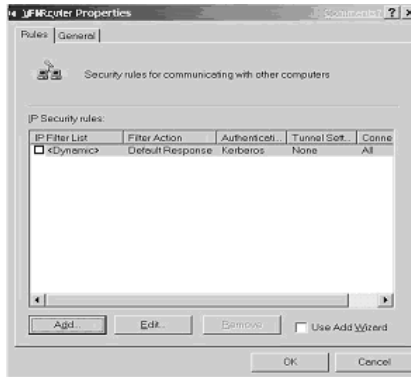 Properties
Comments?
Rules General
Security rules for communicating with other computers
IP Security rules:
IP Filter List Filter Action Authenticati... Tunnel Sett... Conne
<Dynamic> Default Response Kerberos None All
Add... Edit... Remove Use Add Wizard
OK Cancel